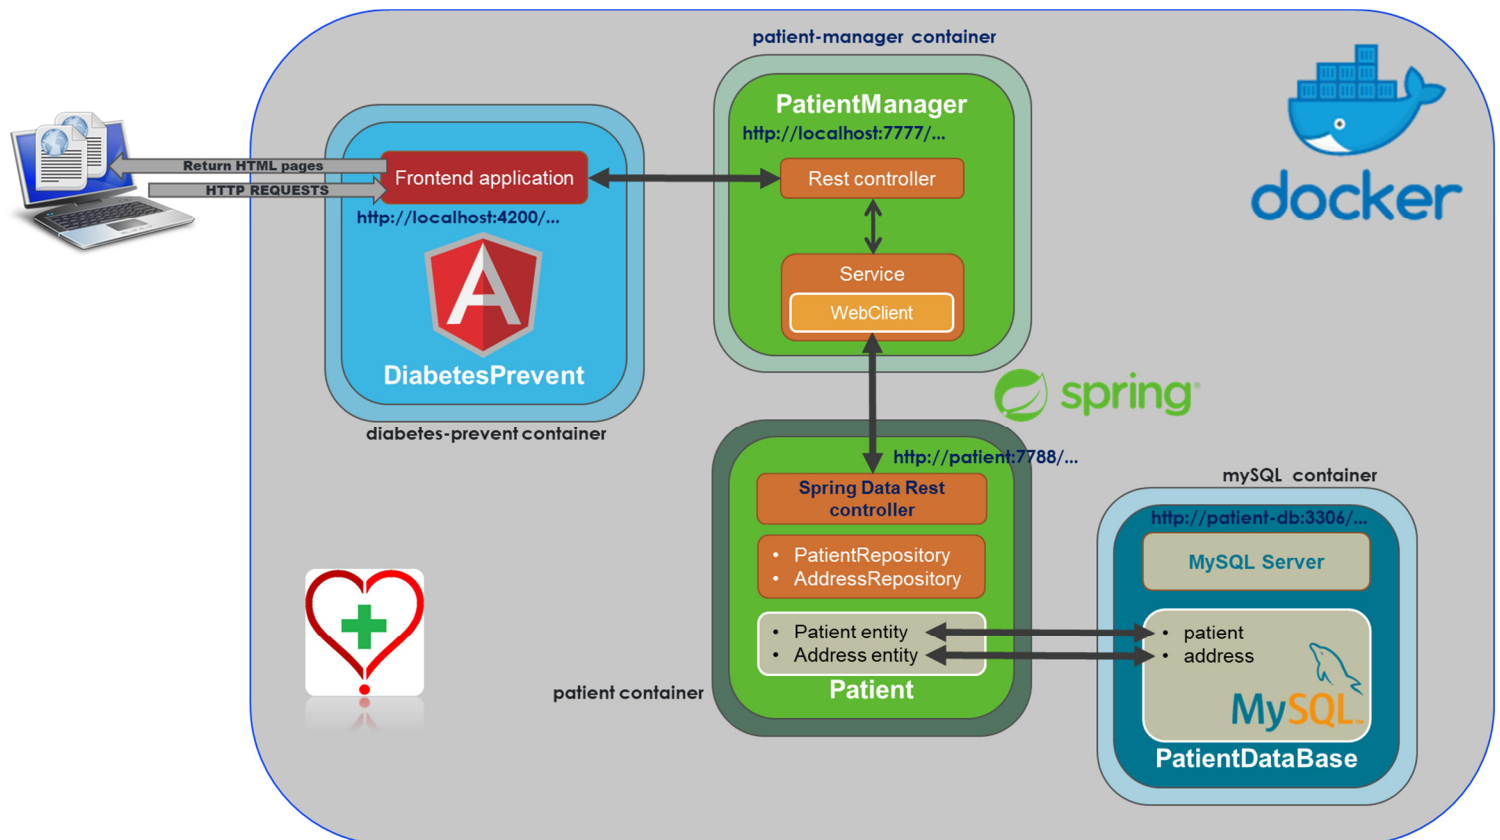 patient-manager container
PatientManager
http://localhost:7777/...
Rest controller
Service
WebClient
docker
Return HTML pages
HTTP REQUESTS
Frontend application
http://localhost:4200/...
A
DiabetesPrevent
diabetes-prevent container
spring
http://patient:7788/...
Spring Data Rest
controller
• PatientRepository
• AddressRepository
• Patient entity
• Address entity
Patient
patient container
mySQL container
http://patient-db:3306/...
MySQL Server
• patient
• address
MySQL™
PatientDataBase